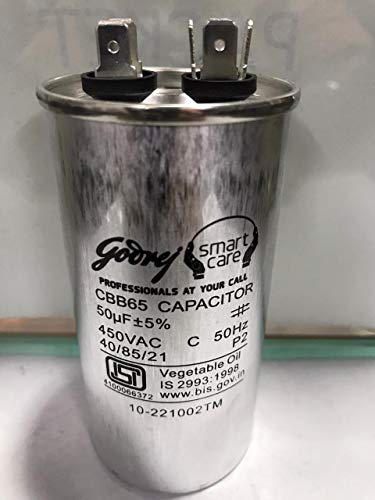 Godrej smart care
PROFESSIONALS AT YOUR CALL
CBB65 CAPACITOR
50µF±5%
450VAC C 50Hz
40/85/21 P2
ISI Vegetable Oil
4100066372 IS 2993:1998
www.bis.gov.in
10-221002TM